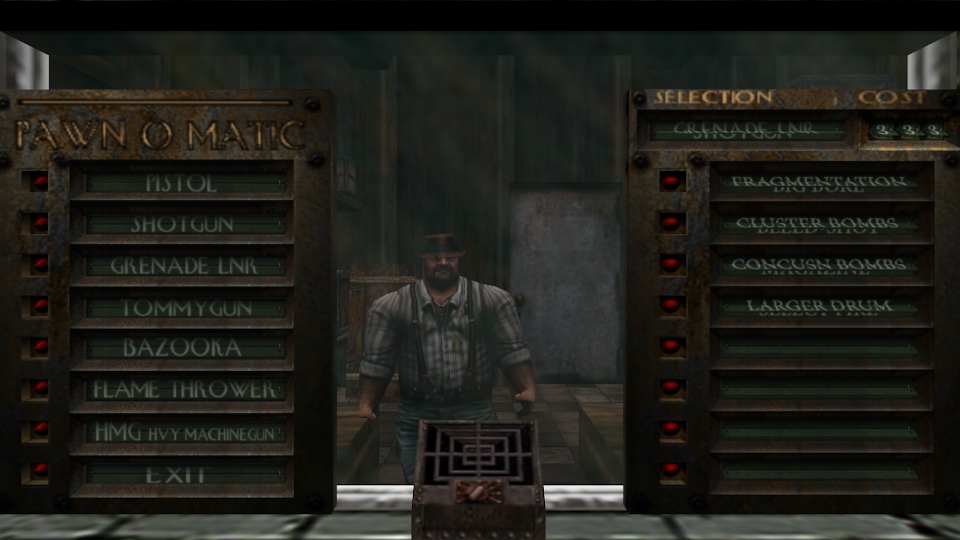 PAWN O MATIC
PISTOL
SHOTGUN
GRENADE LNR
TOMMYGUN
BAZOOKA
FLAME THROWER
HMG HVY MACHINEGUN
EXIT
SELECTION COST
GRENADE LNR
FRAGMENTATION
CLUSTER BOMBS
CONCUSN BOMBS
LARGER DRUM